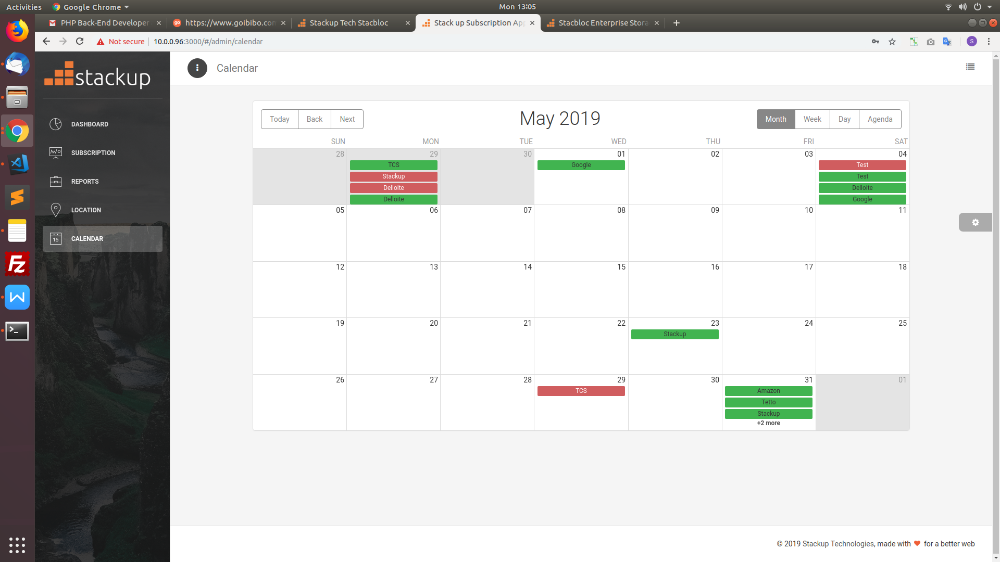 Activities Google Chrome Mon 13:05
PHP Back-End Developer https://www.goibibo.com Stackup Tech Stacbloc Stack up Subscription App Stacbloc Enterprise Stora
Not secure 10.0.0.96:3000/#/admin/calendar S
stackup
Calendar
DASHBOARD
SUBSCRIPTION
REPORTS
LOCATION
15 CALENDAR
Today Back Next May 2019 Month Week Day Agenda
SUN MON TUE WED THU FRI SAT
28 29 30 01 02 03 04
TCS Google Test
Stackup Test
Delloite Delloite
Delloite Google
05 06 07 08 09 10 11
12 13 14 15 16 17 18
19 20 21 22 23 24 25
Stackup
26 27 28 29 30 31 01
TCS Amazon
Tetto
Stackup
+2 more
© 2019 Stackup Technologies, made with ❤ for a better web